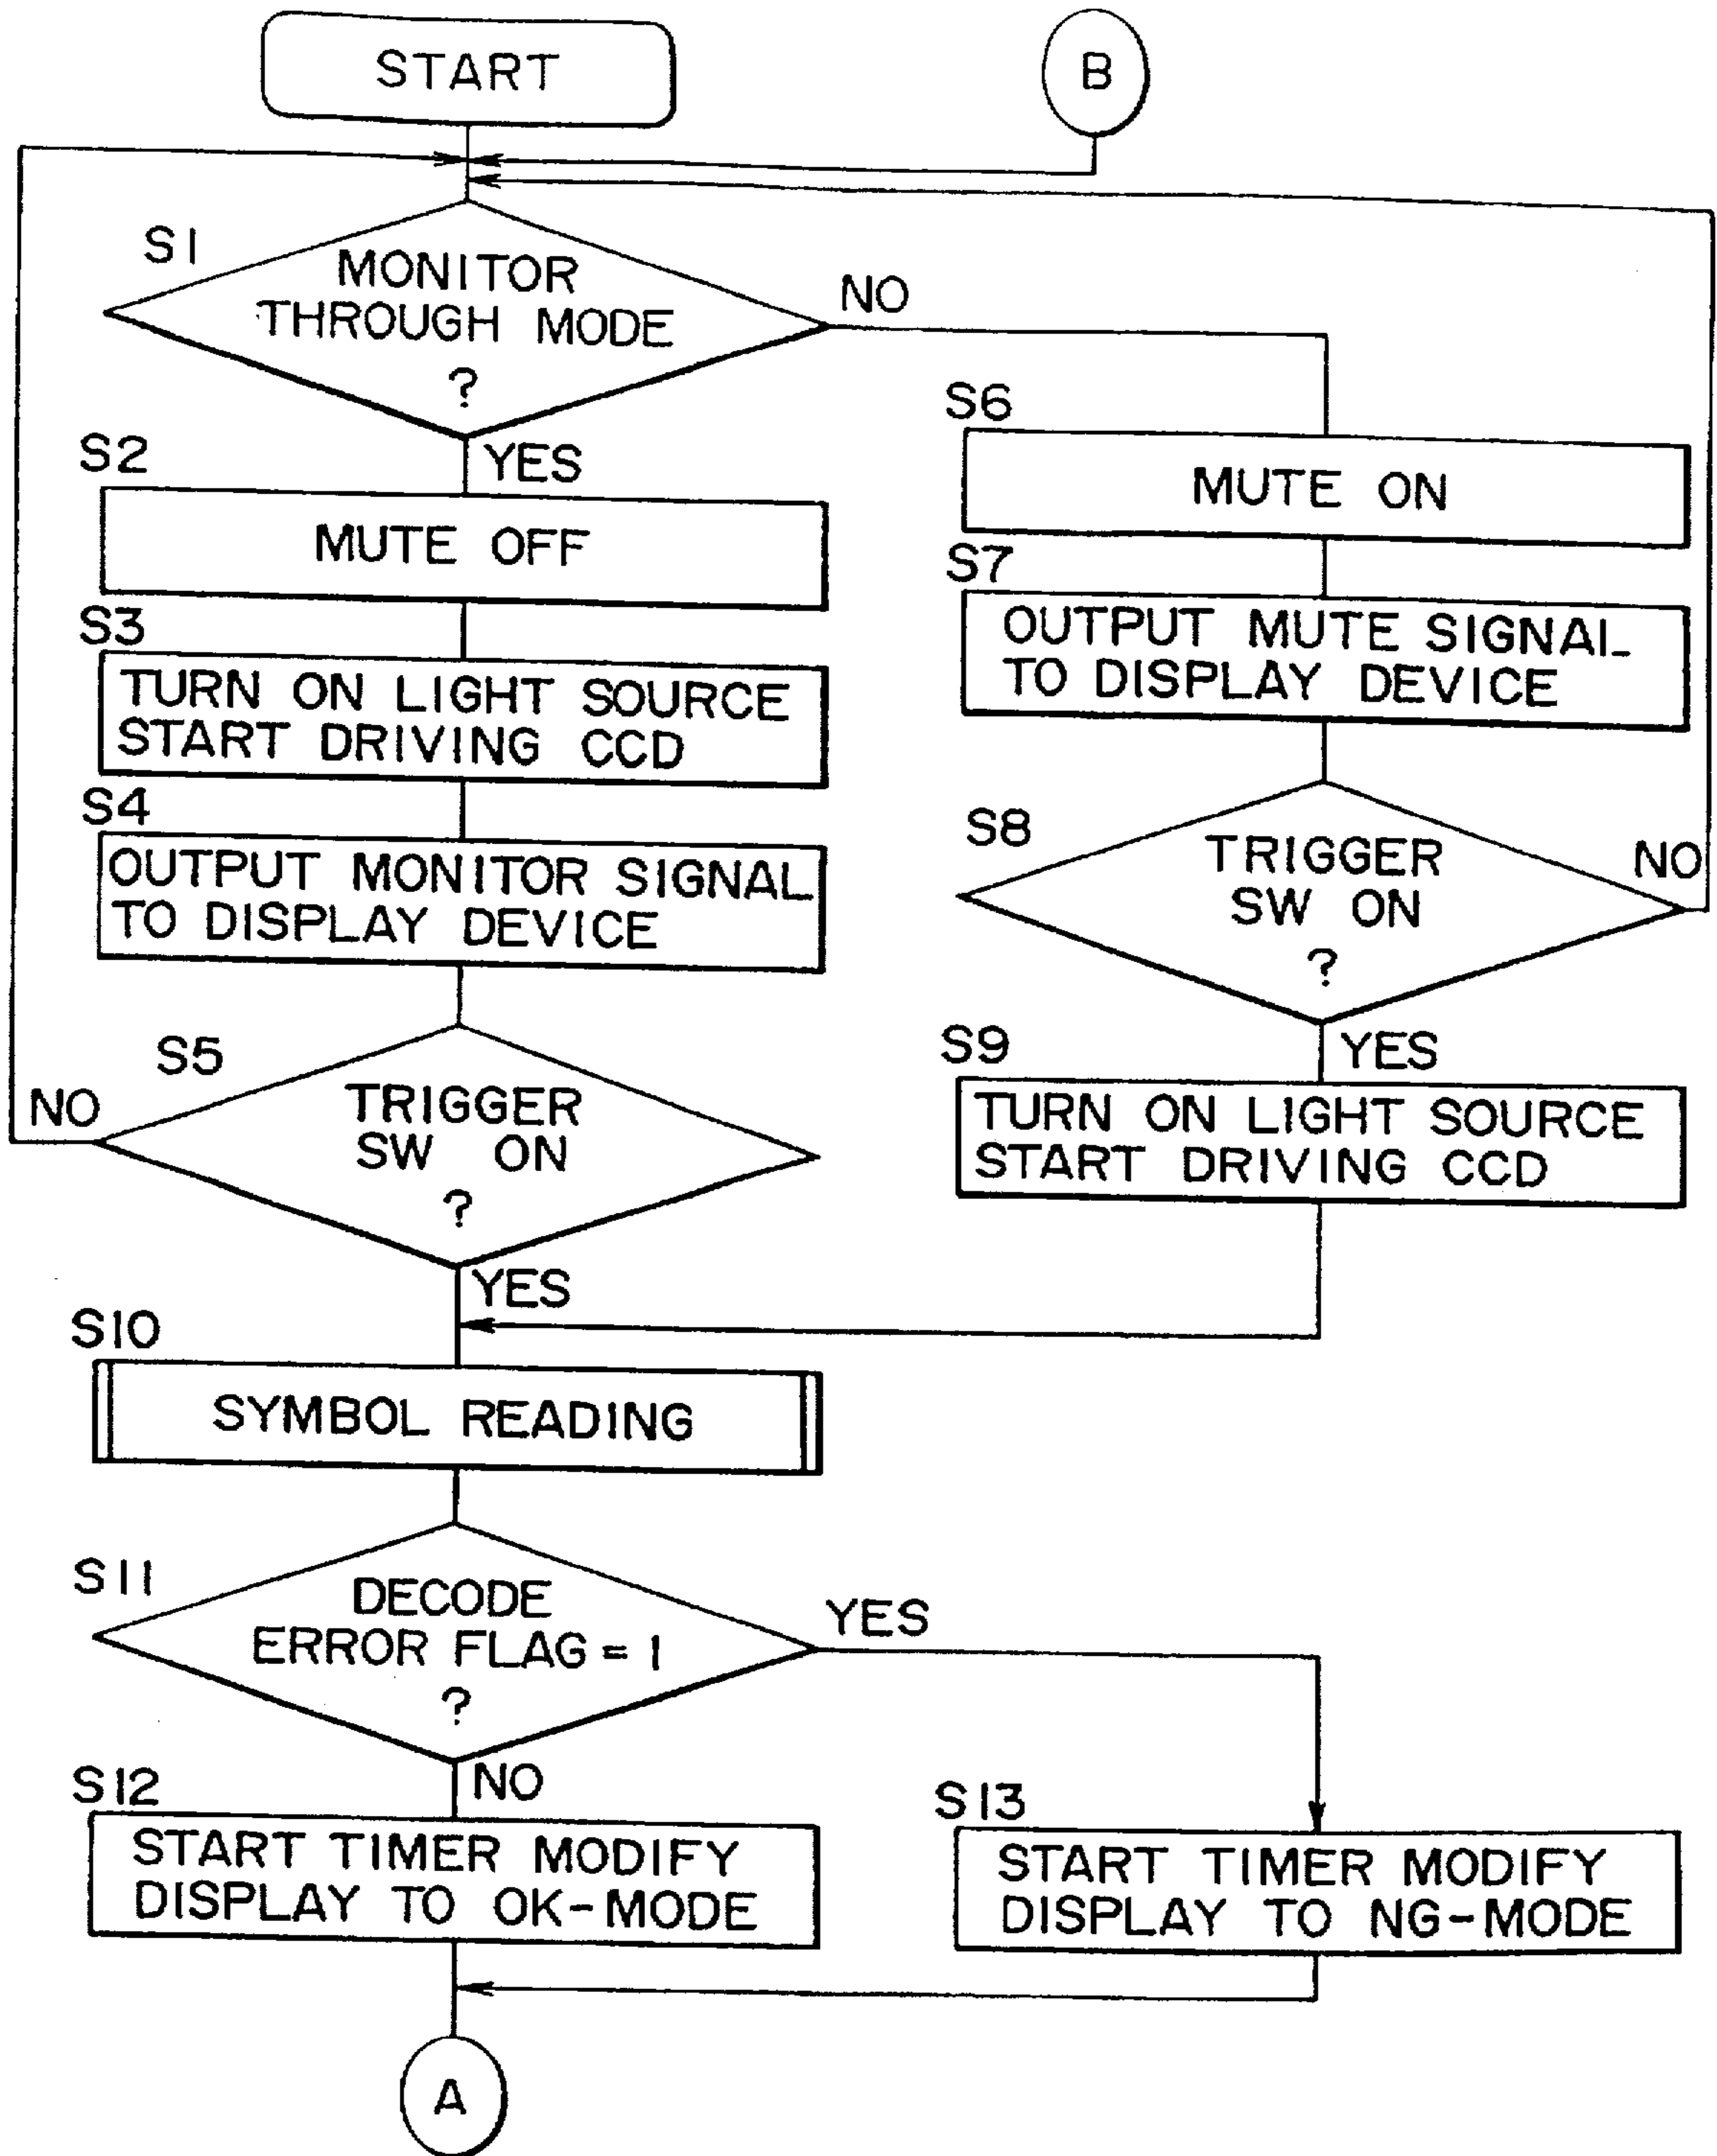 START
B
S1
MONITOR
THROUGH MODE
?
NO
YES
S2
MUTE OFF
S3
TURN ON LIGHT SOURCE
START DRIVING CCD
S4
OUTPUT MONITOR SIGNAL
TO DISPLAY DEVICE
S5
TRIGGER
SW ON
?
NO
YES
S6
MUTE ON
S7
OUTPUT MUTE SIGNAL
TO DISPLAY DEVICE
S8
TRIGGER
SW ON
?
NO
YES
S9
TURN ON LIGHT SOURCE
START DRIVING CCD
S10
SYMBOL READING
S11
DECODE
ERROR FLAG = 1
?
YES
NO
S12
START TIMER MODIFY
DISPLAY TO OK-MODE
S13
START TIMER MODIFY
DISPLAY TO NG-MODE
A